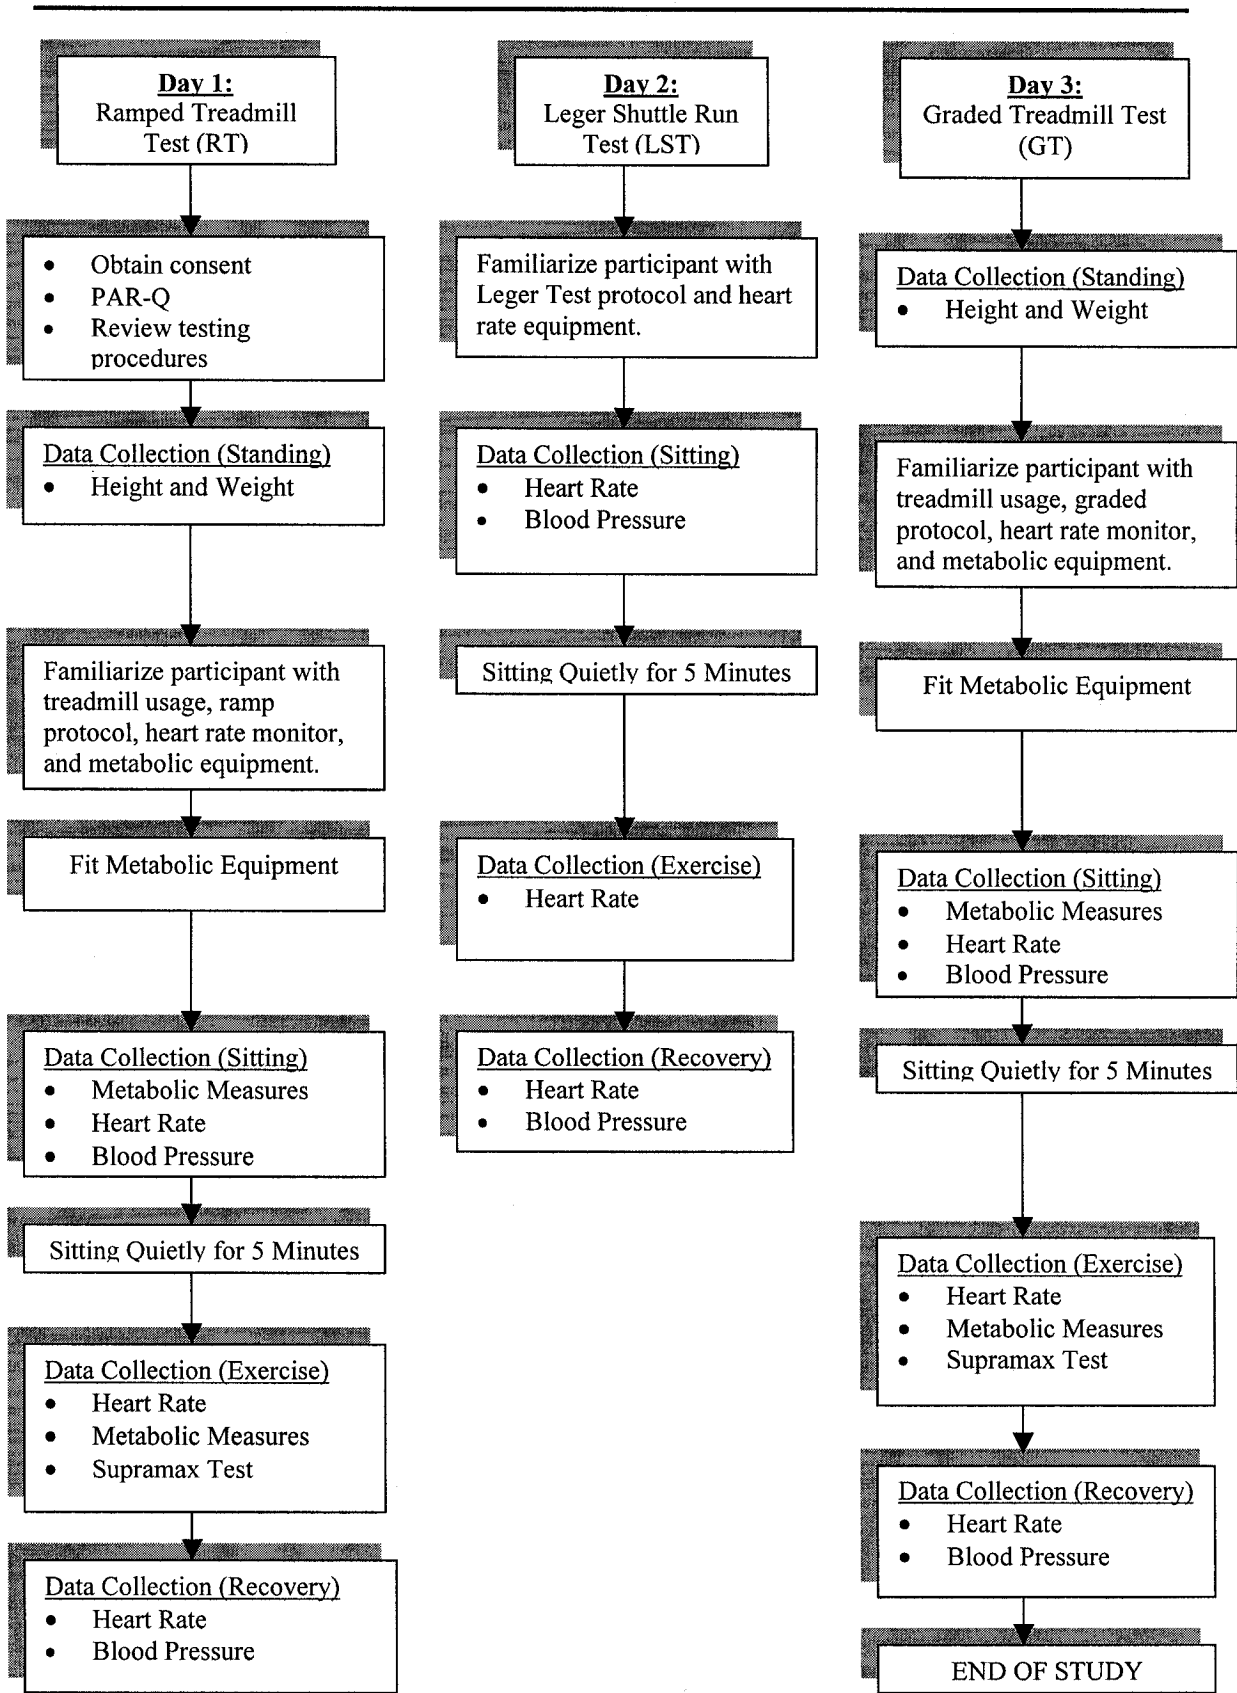 Day 1:
Ramped Treadmill
Test (RT)
• Obtain consent
• PAR-Q
• Review testing
procedures
Data Collection (Standing)
• Height and Weight
Familiarize participant with
treadmill usage, ramp
protocol, heart rate monitor,
and metabolic equipment.
Fit Metabolic Equipment
Data Collection (Sitting)
• Metabolic Measures
• Heart Rate
• Blood Pressure
Sitting Quietly for 5 Minutes
Data Collection (Exercise)
• Heart Rate
• Metabolic Measures
• Supramax Test
Data Collection (Recovery)
• Heart Rate
• Blood Pressure
Day 2:
Leger Shuttle Run
Test (LST)
Familiarize participant with
Leger Test protocol and heart
rate equipment.
Data Collection (Sitting)
• Heart Rate
• Blood Pressure
Sitting Quietly for 5 Minutes
Data Collection (Exercise)
• Heart Rate
Data Collection (Recovery)
• Heart Rate
• Blood Pressure
Day 3:
Graded Treadmill Test
(GT)
Data Collection (Standing)
• Height and Weight
Familiarize participant with
treadmill usage, graded
protocol, heart rate monitor,
and metabolic equipment.
Fit Metabolic Equipment
Data Collection (Sitting)
• Metabolic Measures
• Heart Rate
• Blood Pressure
Sitting Quietly for 5 Minutes
Data Collection (Exercise)
• Heart Rate
• Metabolic Measures
• Supramax Test
Data Collection (Recovery)
• Heart Rate
• Blood Pressure
END OF STUDY